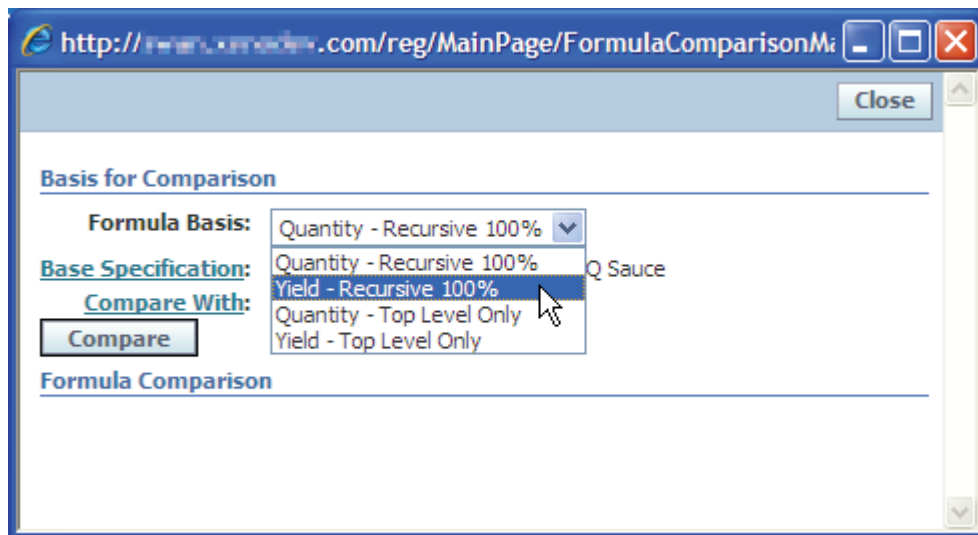 http:// .com/reg/MainPage/FormulaComparisonMa
Close
Basis for Comparison
Formula Basis: Quantity - Recursive 100%
Quantity - Recursive 100%
Base Specification: Q Sauce
Yield - Recursive 100%
Compare With:
Quantity - Top Level Only
Compare
Yield - Top Level Only
Formula Comparison